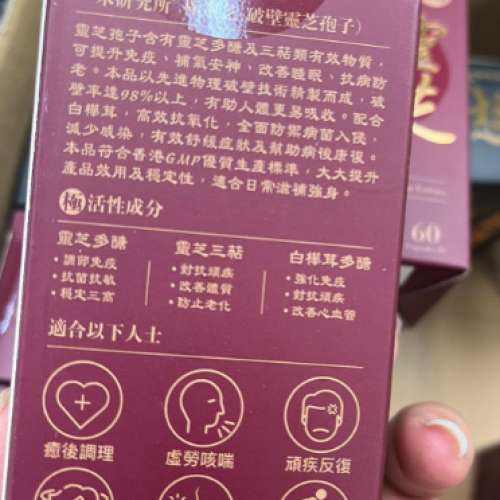 研究所
破壁靈芝孢子)
靈芝孢子含有靈芝多醣及三萜類有效物質，
可提升免疫、補氣安神、改善睡眠、抗病防
老。本品以先進物理破壁技術精製而成，破
壁率達98%以上，有助人體更易吸收。配合
白樺茸，高效抗氧化，全面防禦病菌入侵，
減少感染，有效舒緩症狀及幫助病後康復。
本品符合香港GMP優質生產標準，大大提升
產品效用及穩定性，適合日常滋補強身。
極 活性成分
靈芝多醣
• 調節免疫
• 抗菌抗敏
• 穩定三高
靈芝三萜
• 對抗頑疾
• 改善體質
• 防止老化
白樺茸多醣
• 強化免疫
• 對抗頑疾
• 改善心血管
適合以下人士
癒後調理
虛勞咳喘
頑疾反復
靈芝
60